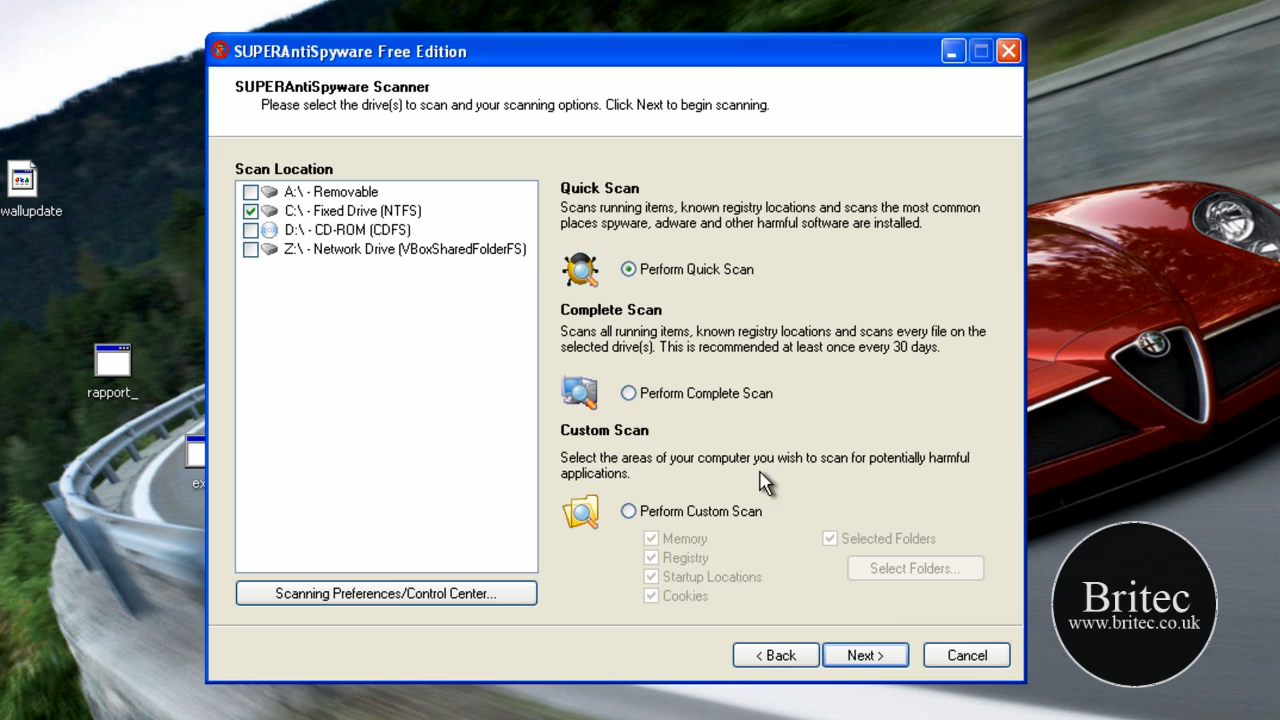 SUPERAntiSpyware Free Edition
SUPERAntiSpyware Scanner
Please select the drive(s) to scan and your scanning options. Click Next to begin scanning.
Scan Location
A:\ - Removable
C:\ - Fixed Drive (NTFS)
D:\ - CD-ROM (CDFS)
Z:\ - Network Drive (VBoxSharedFolderFS)
Scanning Preferences/Control Center...
Quick Scan
Scans running items, known registry locations and scans the most common
places spyware, adware and other harmful software are installed.
Perform Quick Scan
Complete Scan
Scans all running items, known registry locations and scans every file on the
selected drive(s). This is recommended at least once every 30 days.
Perform Complete Scan
Custom Scan
Select the areas of your computer you wish to scan for potentially harmful
applications.
Perform Custom Scan
Memory
Selected Folders
Registry
Select Folders...
Startup Locations
Cookies
< Back
Next >
Cancel
wallupdate
rapport_
ex
Britec
www.britec.co.uk